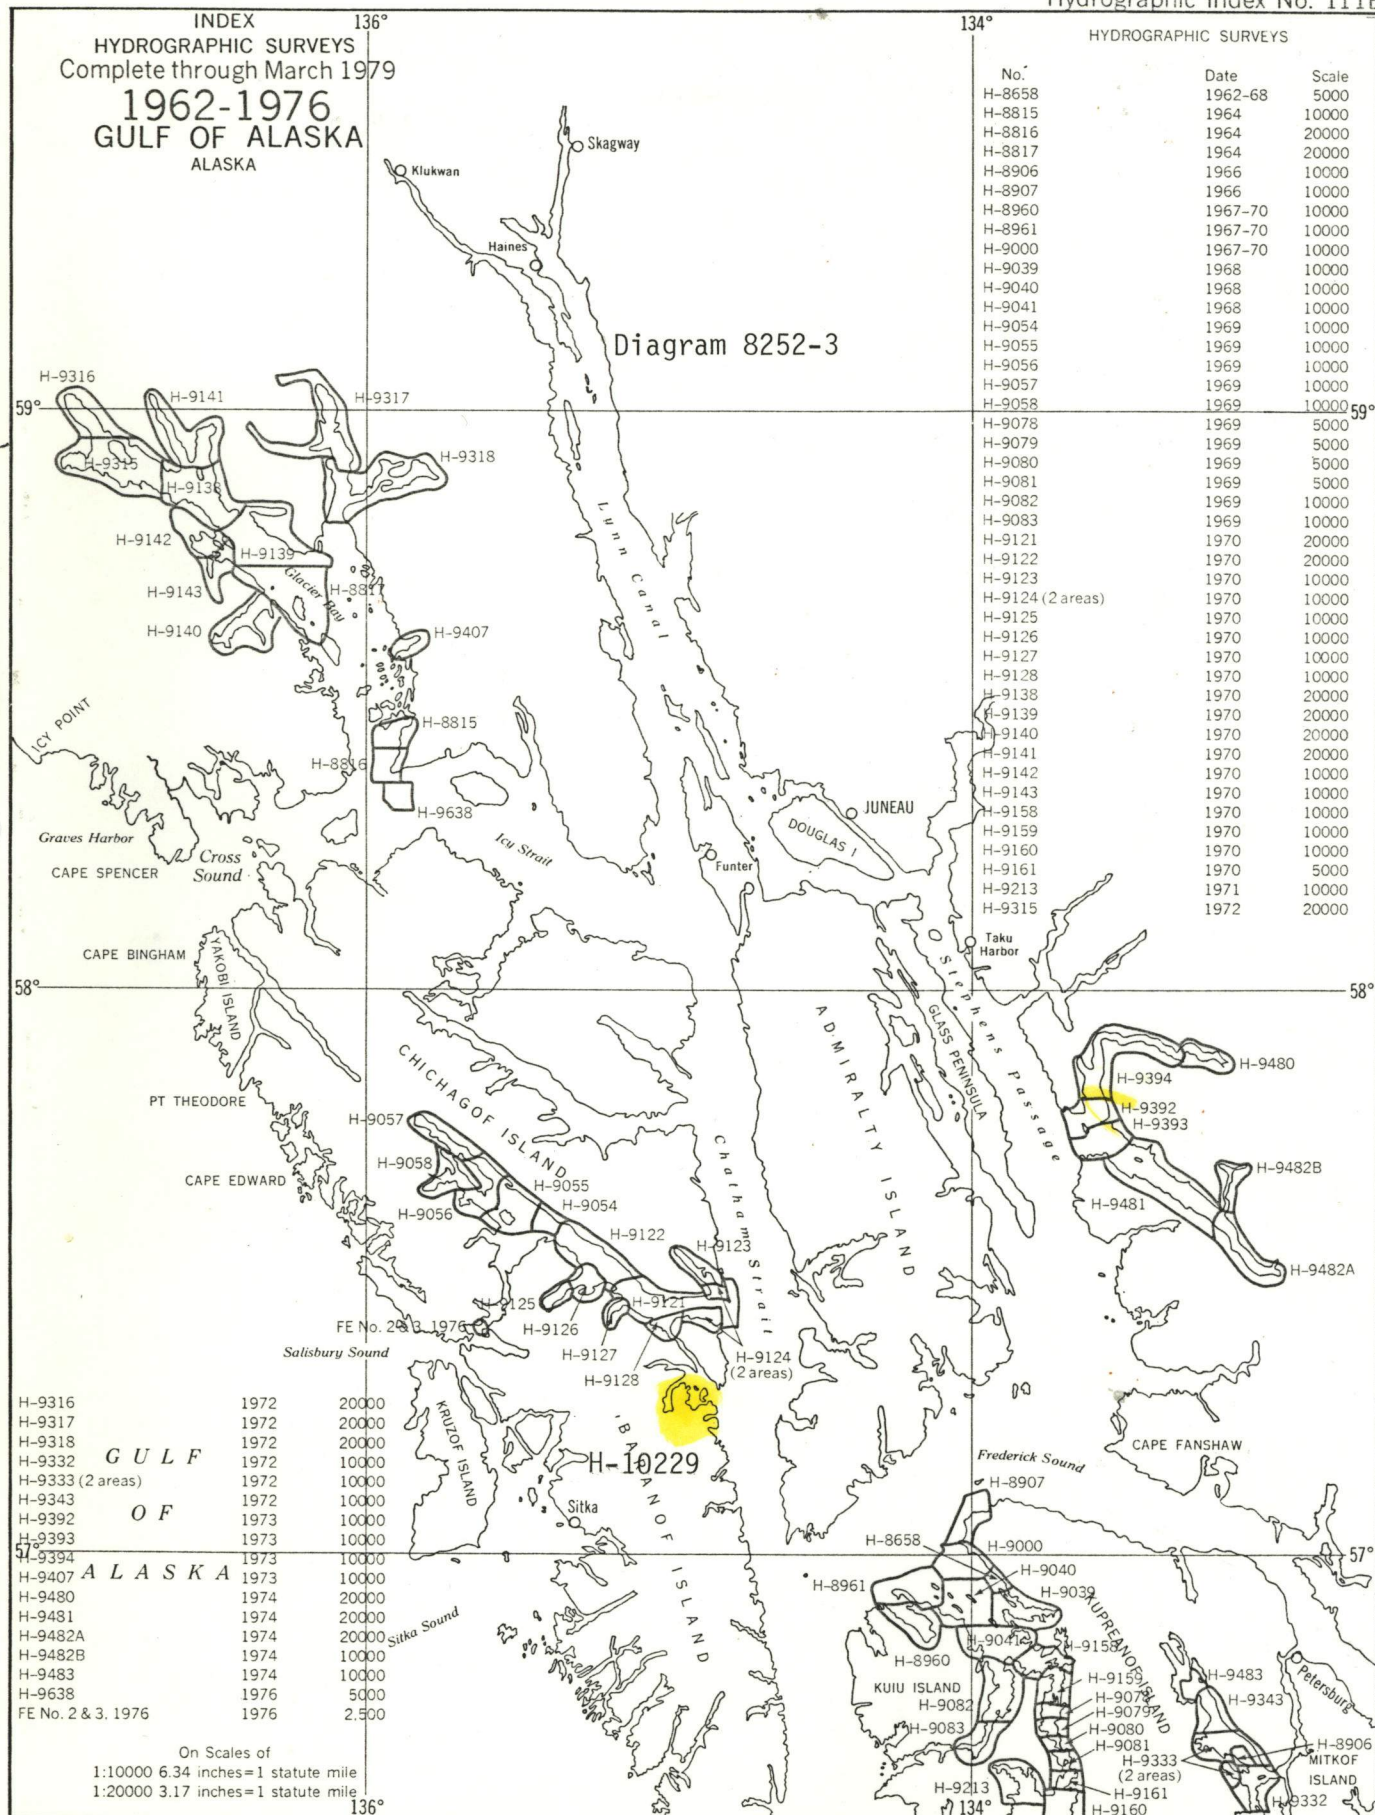 Hydrographic Index No. 111E
INDEX
HYDROGRAPHIC SURVEYS
Complete through March 1979
1962-1976
GULF OF ALASKA
ALASKA
136°
134°
HYDROGRAPHIC SURVEYS
No. Date Scale
H-8658 1962-68 5000
H-8815 1964 10000
H-8816 1964 20000
H-8817 1964 20000
H-8906 1966 10000
H-8907 1966 10000
H-8960 1967-70 10000
H-8961 1967-70 10000
H-9000 1967-70 10000
H-9039 1968 10000
H-9040 1968 10000
H-9041 1968 10000
H-9054 1969 10000
H-9055 1969 10000
H-9056 1969 10000
H-9057 1969 10000
H-9058 1969 10000
H-9078 1969 5000
H-9079 1969 5000
H-9080 1969 5000
H-9081 1969 5000
H-9082 1969 10000
H-9083 1969 10000
H-9121 1970 20000
H-9122 1970 20000
H-9123 1970 10000
H-9124 (2 areas) 1970 10000
H-9125 1970 10000
H-9126 1970 10000
H-9127 1970 10000
H-9128 1970 10000
H-9138 1970 20000
H-9139 1970 20000
H-9140 1970 20000
H-9141 1970 20000
H-9142 1970 10000
H-9143 1970 10000
H-9158 1970 10000
H-9159 1970 10000
H-9160 1970 10000
H-9161 1970 5000
H-9213 1971 10000
H-9315 1972 20000
Skagway
Klukwan
Haines
Diagram 8252-3
59°
59°
H-9316
H-9141
H-9317
H-9315
H-9318
H-9138
H-9142
H-9139
Glacier Bay
H-8817
H-9143
H-9140
H-9407
Lynn Canal
ICY POINT
H-8815
H-8816
H-9638
Graves Harbor
CAPE SPENCER
Cross
Sound
Icy Strait
Funter
JUNEAU
DOUGLAS I
Taku
Harbor
CAPE BINGHAM
YAKOBI ISLAND
58°
58°
Stephens Passage
GLASS PENINSULA
ADMIRALTY ISLAND
CHICHAGOF ISLAND
Chatham Strait
PT THEODORE
CAPE EDWARD
H-9480
H-9394
H-9392
H-9393
H-9482B
H-9481
H-9482A
H-9057
H-9058
H-9055
H-9054
H-9056
H-9122
H-9123
H-9125
H-9121
H-9126
FE No. 2 & 3, 1976
H-9127
H-9124
(2 areas)
H-9128
Salisbury Sound
KRUZOF ISLAND
BARANOF ISLAND
H-10229
Sitka
Sitka Sound
CAPE FANSHAW
Frederick Sound
H-8907
H-9316 1972 20000
H-9317 1972 20000
H-9318 1972 20000
H-9332 1972 10000
H-9333 (2 areas) 1972 10000
H-9343 1972 10000
H-9392 1973 10000
H-9393 1973 10000
H-9394 1973 10000
H-9407 1973 10000
H-9480 1974 20000
H-9481 1974 20000
H-9482A 1974 20000
H-9482B 1974 10000
H-9483 1974 10000
H-9638 1976 5000
FE No. 2 & 3, 1976 1976 2,500
GULF
OF
ALASKA
57°
57°
H-8658
H-9000
H-9040
H-9039
H-8961
H-9041
H-9158
H-8960
KUPREANOF ISLAND
KUIU ISLAND
H-9159
H-9082
H-9078
H-9079
H-9083
H-9080
H-9081
H-9483
H-9343
Petersburg
H-8906
H-9333
(2 areas)
MITKOF
ISLAND
H-9213
H-9161
H-9160
H-9332
On Scales of
1:10000 6.34 inches=1 statute mile
1:20000 3.17 inches=1 statute mile
136°
134°